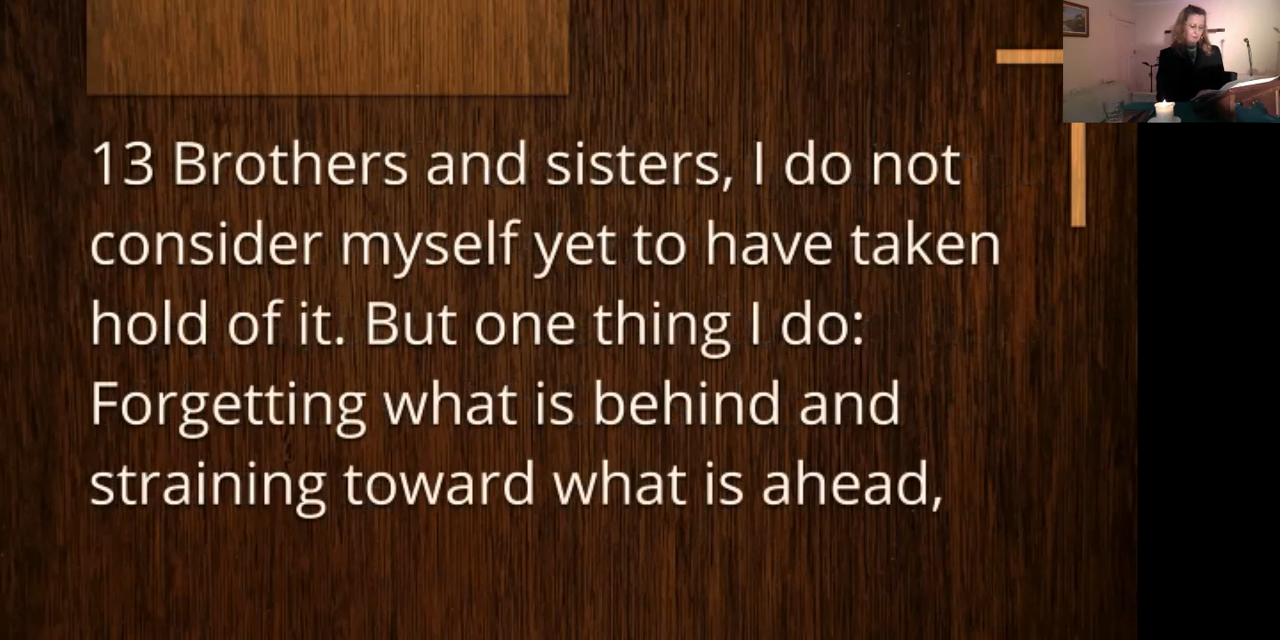 13 Brothers and sisters, I do not
consider myself yet to have taken
hold of it. But one thing I do:
Forgetting what is behind and
straining toward what is ahead,